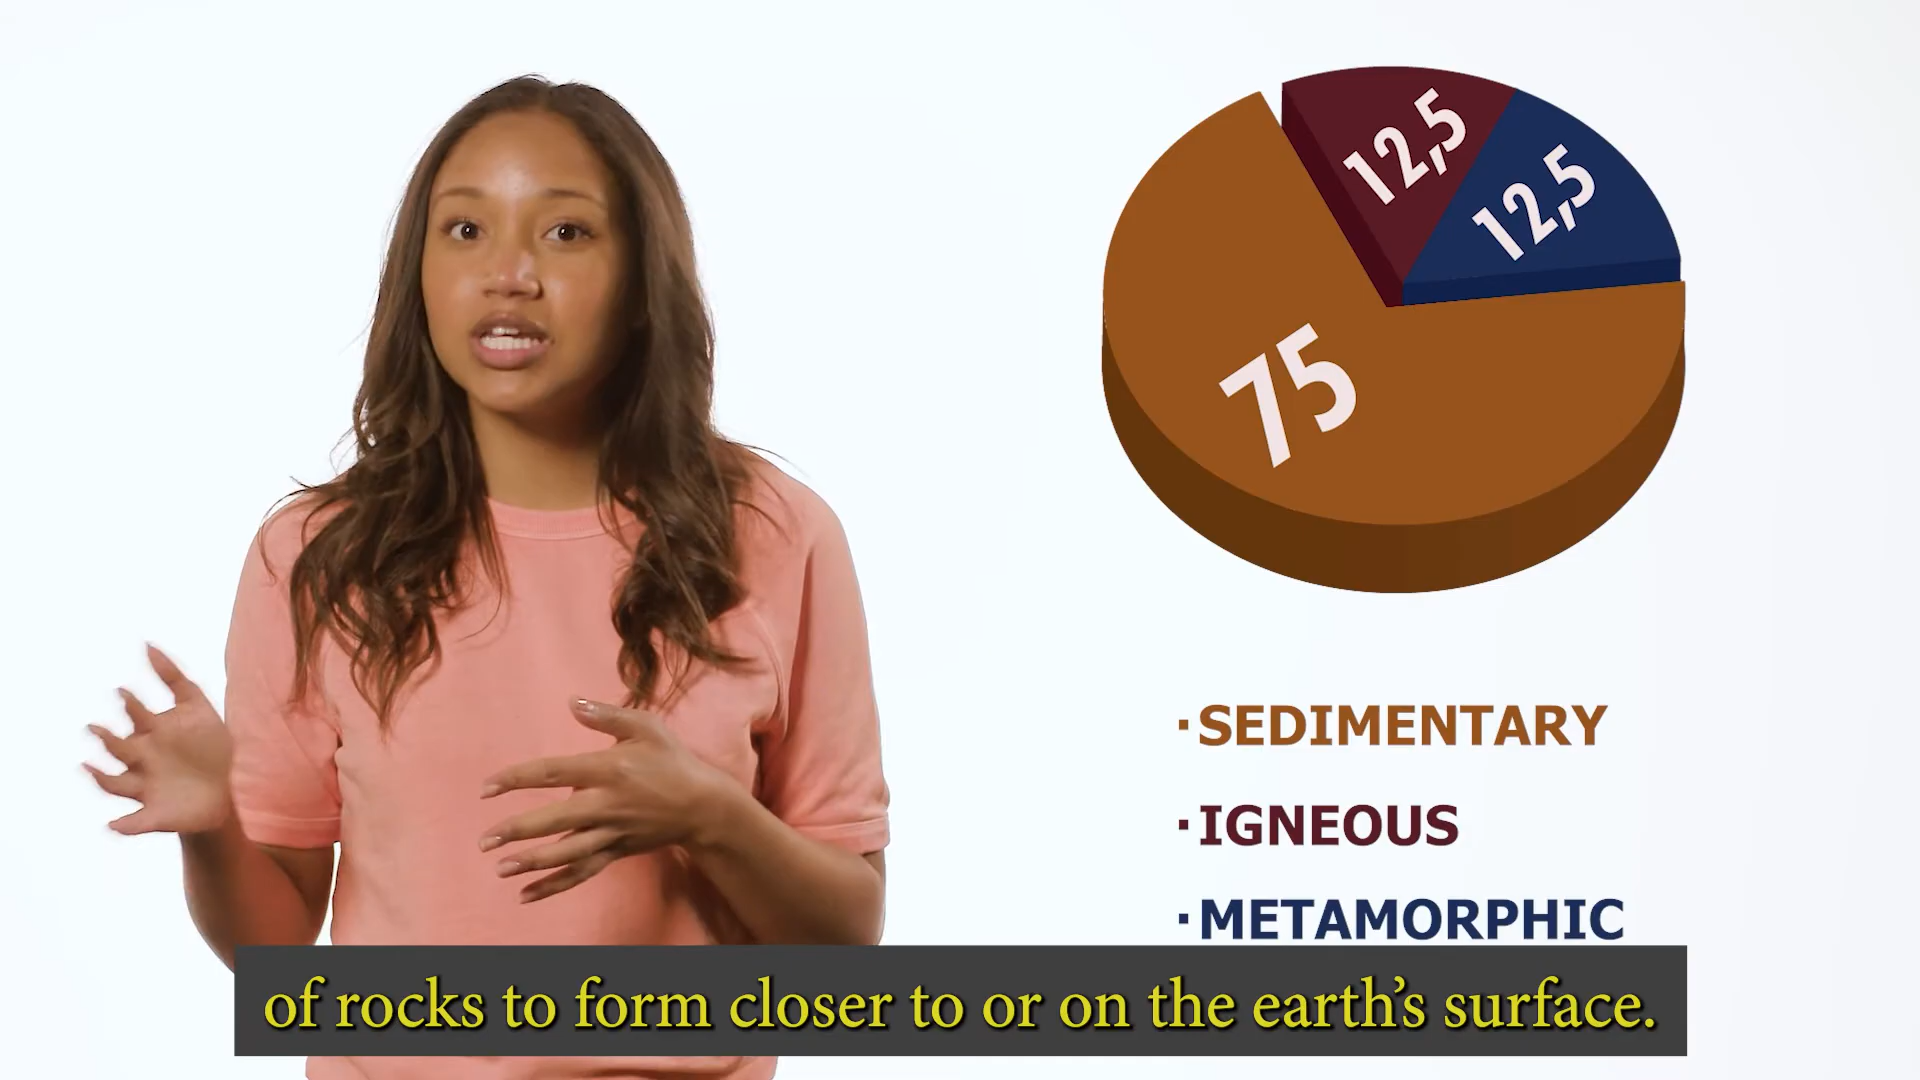 12,5
12,5
75
·SEDIMENTARY
·IGNEOUS
·METAMORPHIC
of rocks to form closer to or on the earth’s surface.